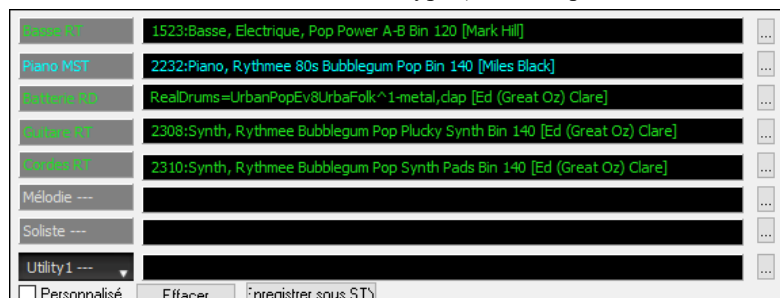 Basse RT 1523:Basse, Electrique, Pop Power A-B Bin 120 [Mark Hill] ...
Piano MST 2232:Piano, Rythmee 80s Bubblegum Pop Bin 140 [Miles Black] ...
Batterie RD RealDrums=UrbanPopEv8UrbaFolk^1-metal,clap [Ed (Great Oz) Clare] ...
Guitare RT 2308:Synth, Rythmee Bubblegum Pop Plucky Synth Bin 140 [Ed (Great Oz) Clare] ...
Cordes RT 2310:Synth, Rythmee Bubblegum Pop Synth Pads Bin 140 [Ed (Great Oz) Clare] ...
Mélodie --- ...
Soliste --- ...
Utility1 --- ...
Personnalisé Effacer nregistrer sous ST